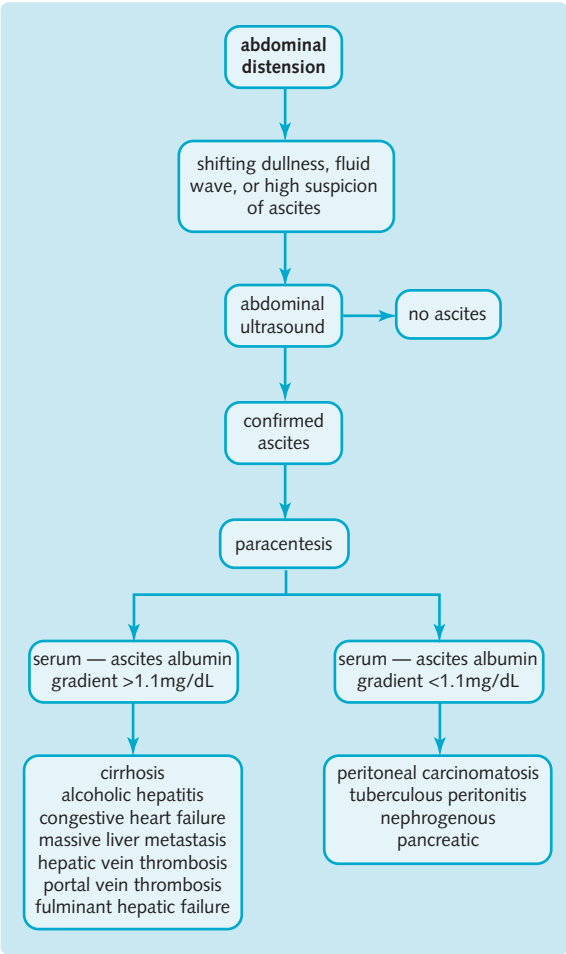 abdominal
distension
shifting dullness, fluid
wave, or high suspicion
of ascites
abdominal
ultrasound
no ascites
confirmed
ascites
paracentesis
serum — ascites albumin
gradient >1.1mg/dL
serum — ascites albumin
gradient <1.1mg/dL
cirrhosis
alcoholic hepatitis
congestive heart failure
massive liver metastasis
hepatic vein thrombosis
portal vein thrombosis
fulminant hepatic failure
peritoneal carcinomatosis
tuberculous peritonitis
nephrogenous
pancreatic